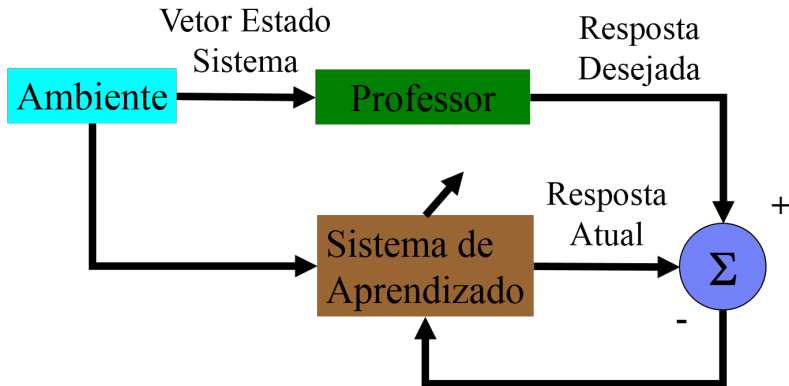 Vetor Estado
Sistema
Resposta
Desejada
Ambiente
Professor
Resposta
Atual
+
Sistema de
Aprendizado
Σ
-